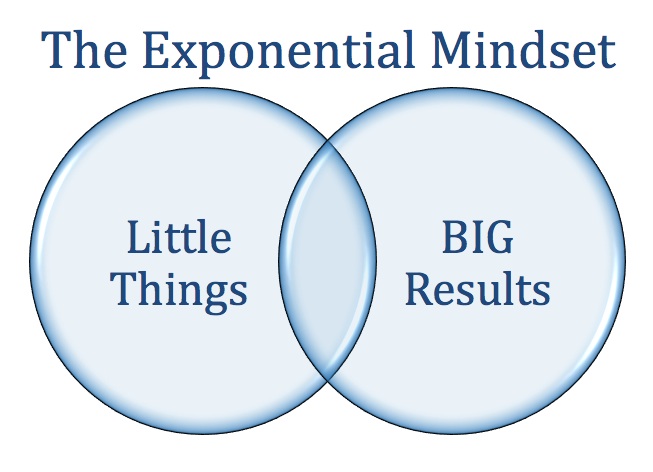 The Exponential Mindset
Little
Things
BIG
Results